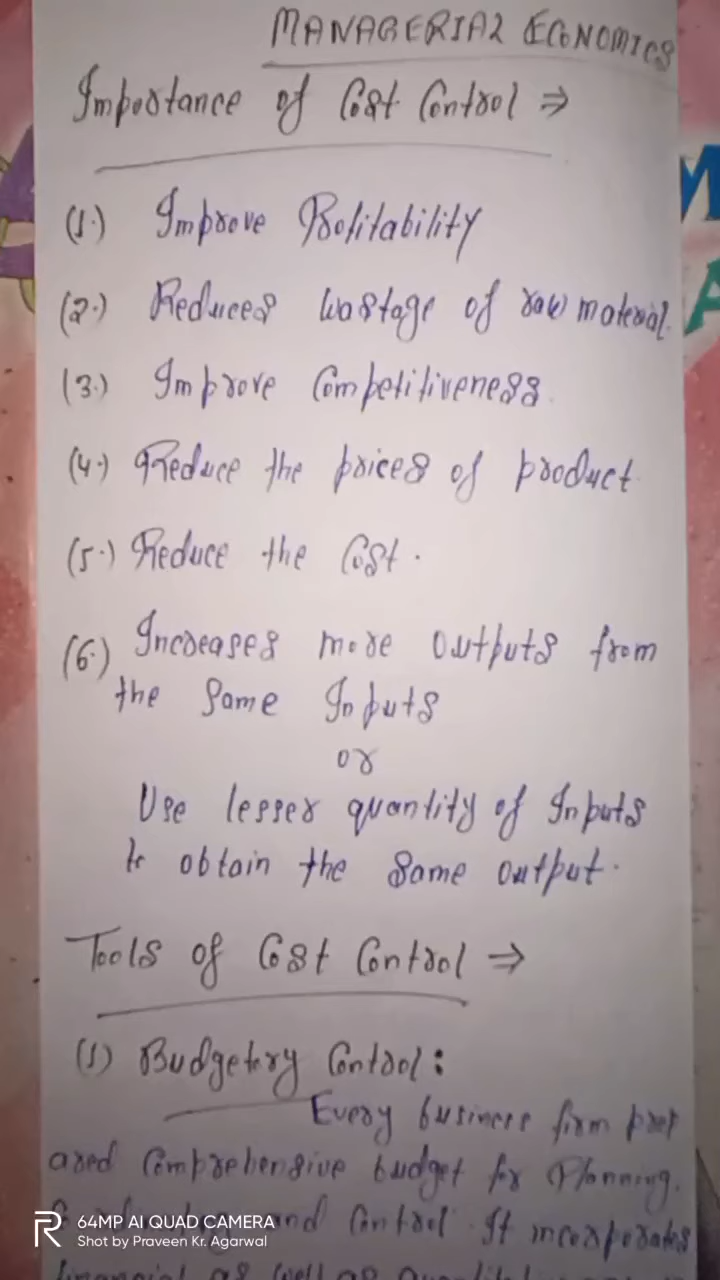 MANAGERIAL ECONOMICS
Importance of Cost Control ⇒
(1.) Improve Profitability
(2.) Reduces wastage of raw material.
(3.) Improve Competitiveness.
(4.) Reduce the prices of product.
(5.) Reduce the Cost.
(6.) Increases more outputs from
the Same Inputs
or
Use lesser quantity of Inputs
to obtain the Same output.
Tools of Cost Control ⇒
(1) Budgetary Control:
Every business firm prep
ared Comprehensive budget for Planning.
and Control. It incorporates
financial as well as
M
A
64MP AI QUAD CAMERA
Shot by Praveen Kr. Agarwal